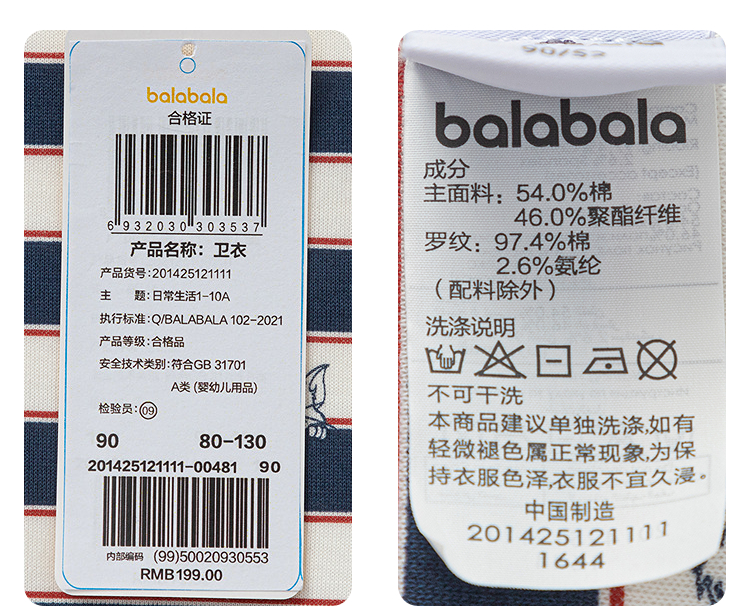 balabala
合格证
6 932030 303537
产品名称：卫衣
产品货号：201425121111
主 题：日常生活1-10A
执行标准：Q/BALABALA 102-2021
产品等级：合格品
安全技术类别：符合GB 31701
A类 (婴幼儿用品)
检验员：09
90 80-130
201425121111-00481 90
内部编码 (99)50020930553
RMB199.00
balabala
成分
主面料：54.0%棉
46.0%聚酯纤维
罗纹：97.4%棉
2.6%氨纶
（配料除外）
洗涤说明
不可干洗
本商品建议单独洗涤,如有
轻微褪色属正常现象,为保
持衣服色泽,衣服不宜久浸。
中国制造
201425121111
1644